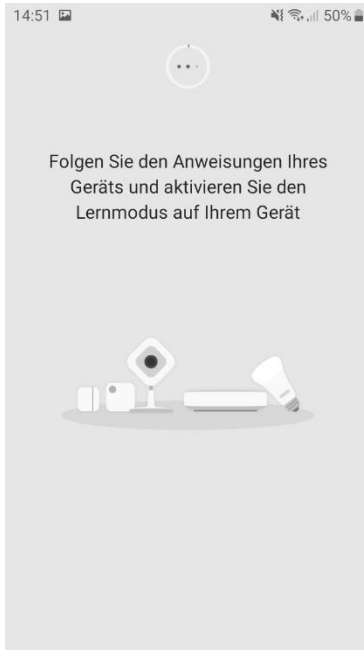 14:51 50%
Folgen Sie den Anweisungen Ihres
Geräts und aktivieren Sie den
Lernmodus auf Ihrem Gerät